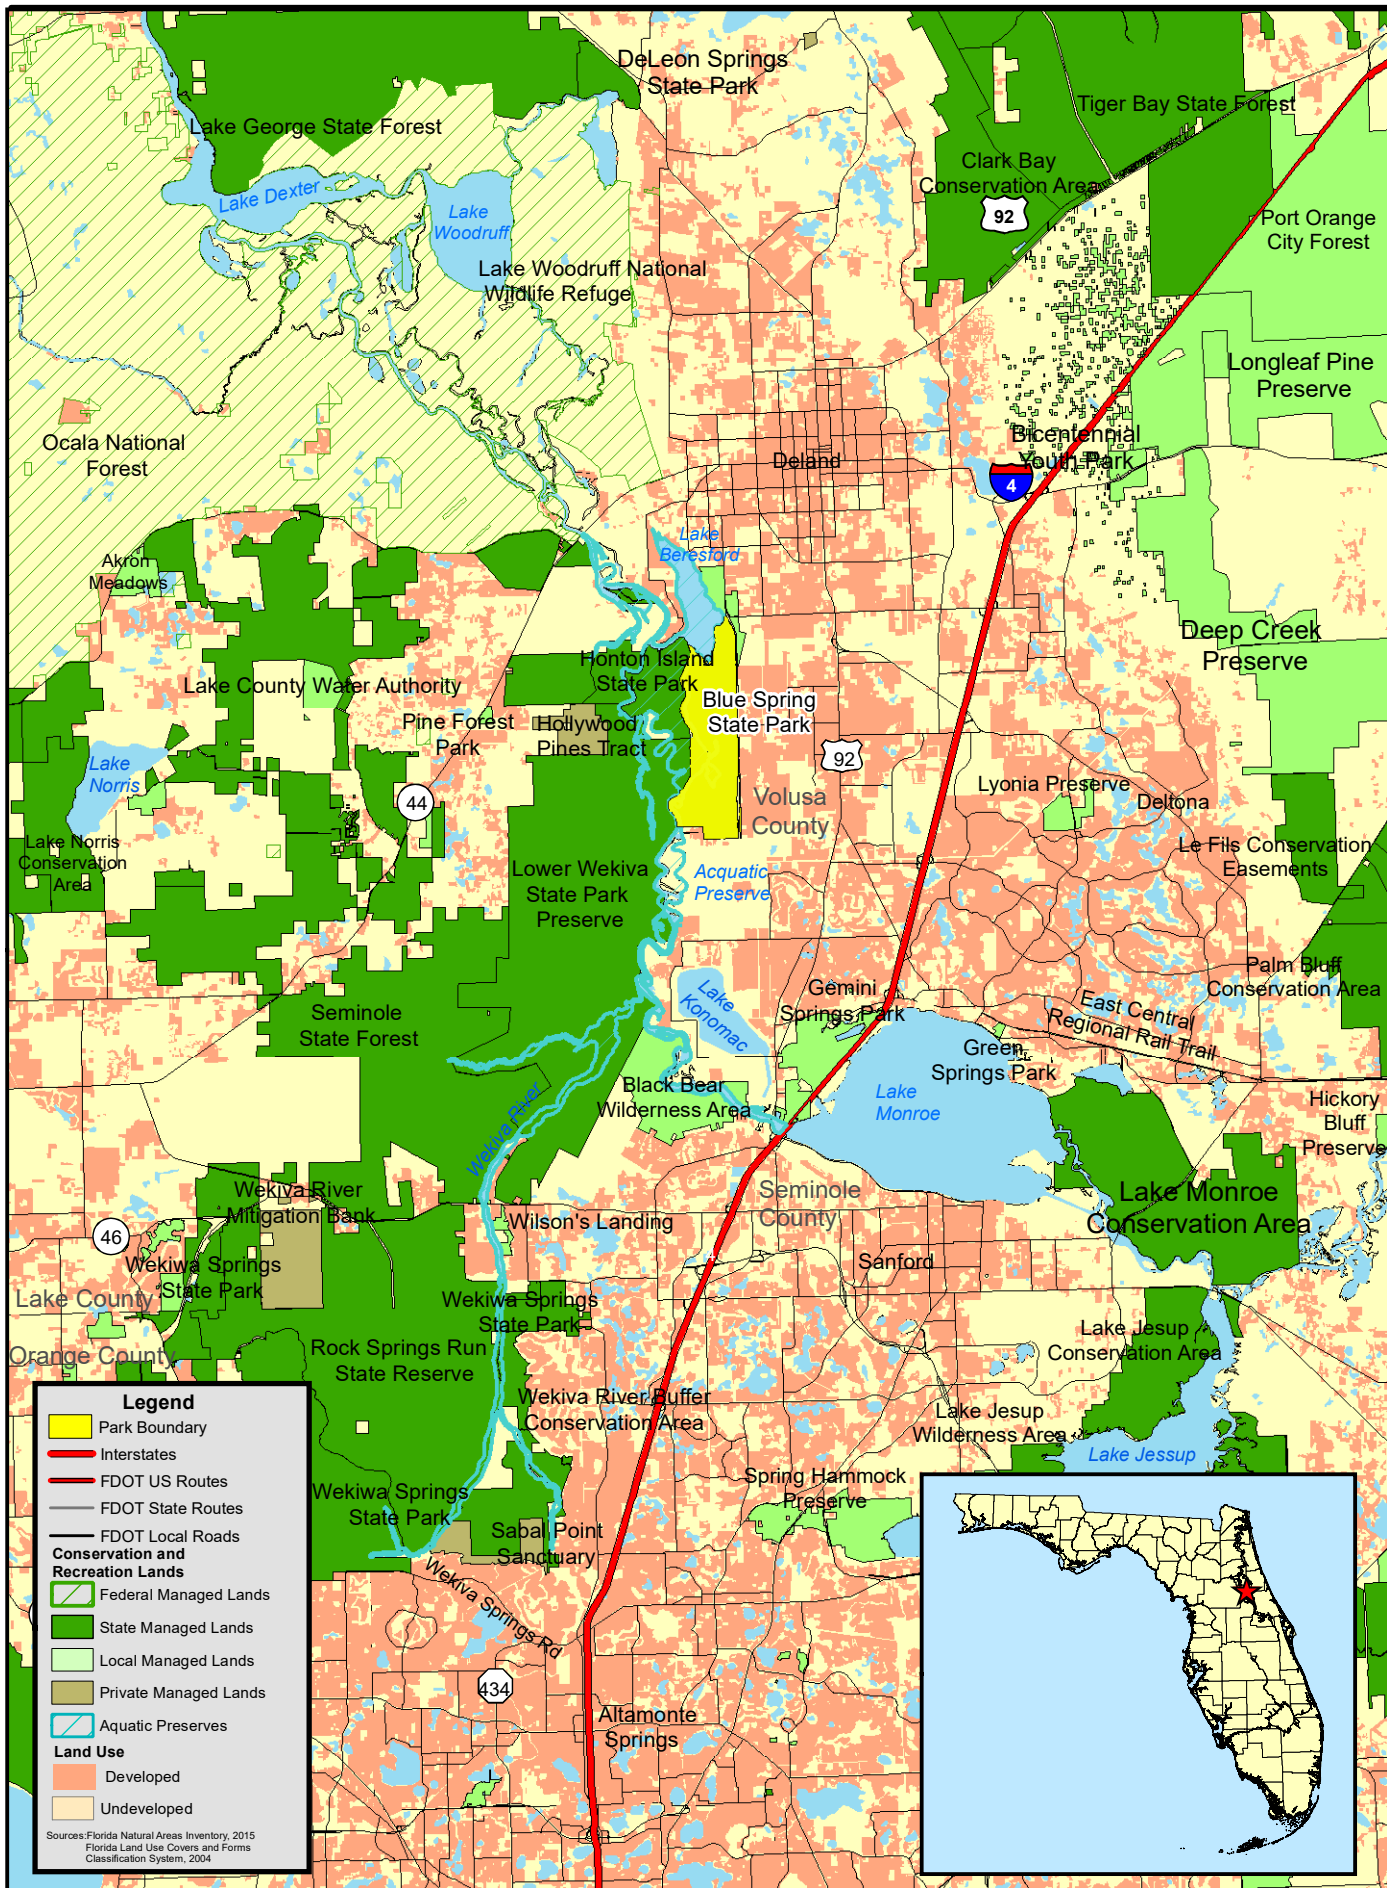 DeLeon Springs
State Park
Tiger Bay State Forest
Lake George State Forest
Clark Bay
Conservation Area
92
Lake Dexter
Lake
Woodruff
Port Orange
City Forest
Lake Woodruff National
Wildlife Refuge
Longleaf Pine
Preserve
Ocala National
Forest
Bicentennial
Youth Park
Deland
4
Lake
Beresford
Akron
Meadows
Deep Creek
Preserve
Honton Island
State Park
Lake County Water Authority
Blue Spring
State Park
Pine Forest
Park
Hollywood
Pines Tract
92
Lake
Norris
44
Volusa
County
Lyonia Preserve
Deltona
Lake Norris
Conservation
Area
Le Fils Conservation
Easements
Lower Wekiva
State Park
Preserve
Acquatic
Preserve
Palm Bluff
Conservation Area
Lake
Konomac
Gemini
Springs Park
East Central
Regional Rail Trail
Seminole
State Forest
Green
Springs Park
Black Bear
Wilderness Area
Lake
Monroe
Hickory
Bluff
Preserve
Wekiva River
Wekiva River
Mitigation Bank
Seminole
County
Lake Monroe
Conservation Area
Wilson's Landing
46
4
Sanford
Wekiwa Springs
State Park
Lake County
Wekiwa Springs
State Park
Orange County
Rock Springs Run
State Reserve
Lake Jesup
Conservation Area
Wekiva River Buffer
Conservation Area
Lake Jesup
Wilderness Area
Lake Jessup
Spring Hammock
Preserve
Wekiwa Springs
State Park
Sabal Point
Sanctuary
Wekiva Springs Rd
434
Altamonte
Springs
Legend
Park Boundary
Interstates
FDOT US Routes
FDOT State Routes
FDOT Local Roads
Conservation and
Recreation Lands
Federal Managed Lands
State Managed Lands
Local Managed Lands
Private Managed Lands
Aquatic Preserves
Land Use
Developed
Undeveloped
Sources:Florida Natural Areas Inventory, 2015
Florida Land Use Covers and Forms
Classification System, 2004